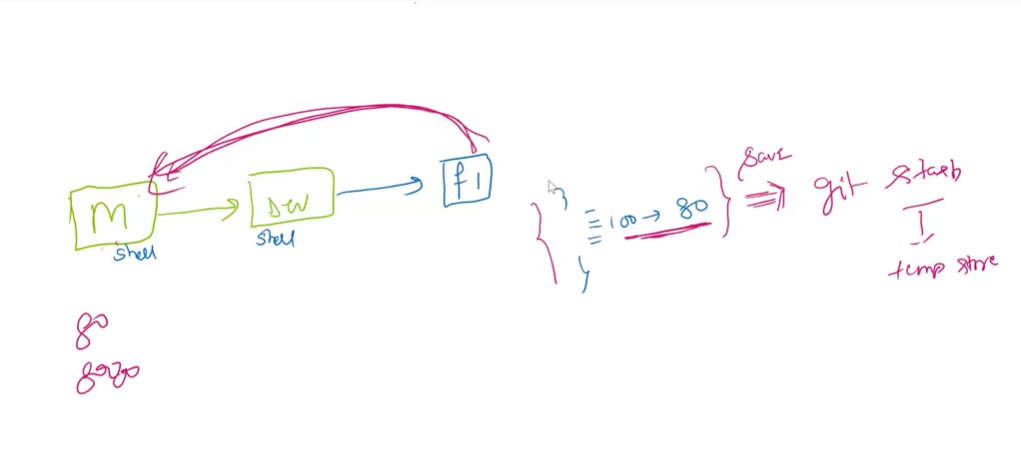 save
git stash
f1
M
Dev
100 → 80
shell
shell
temp store
80